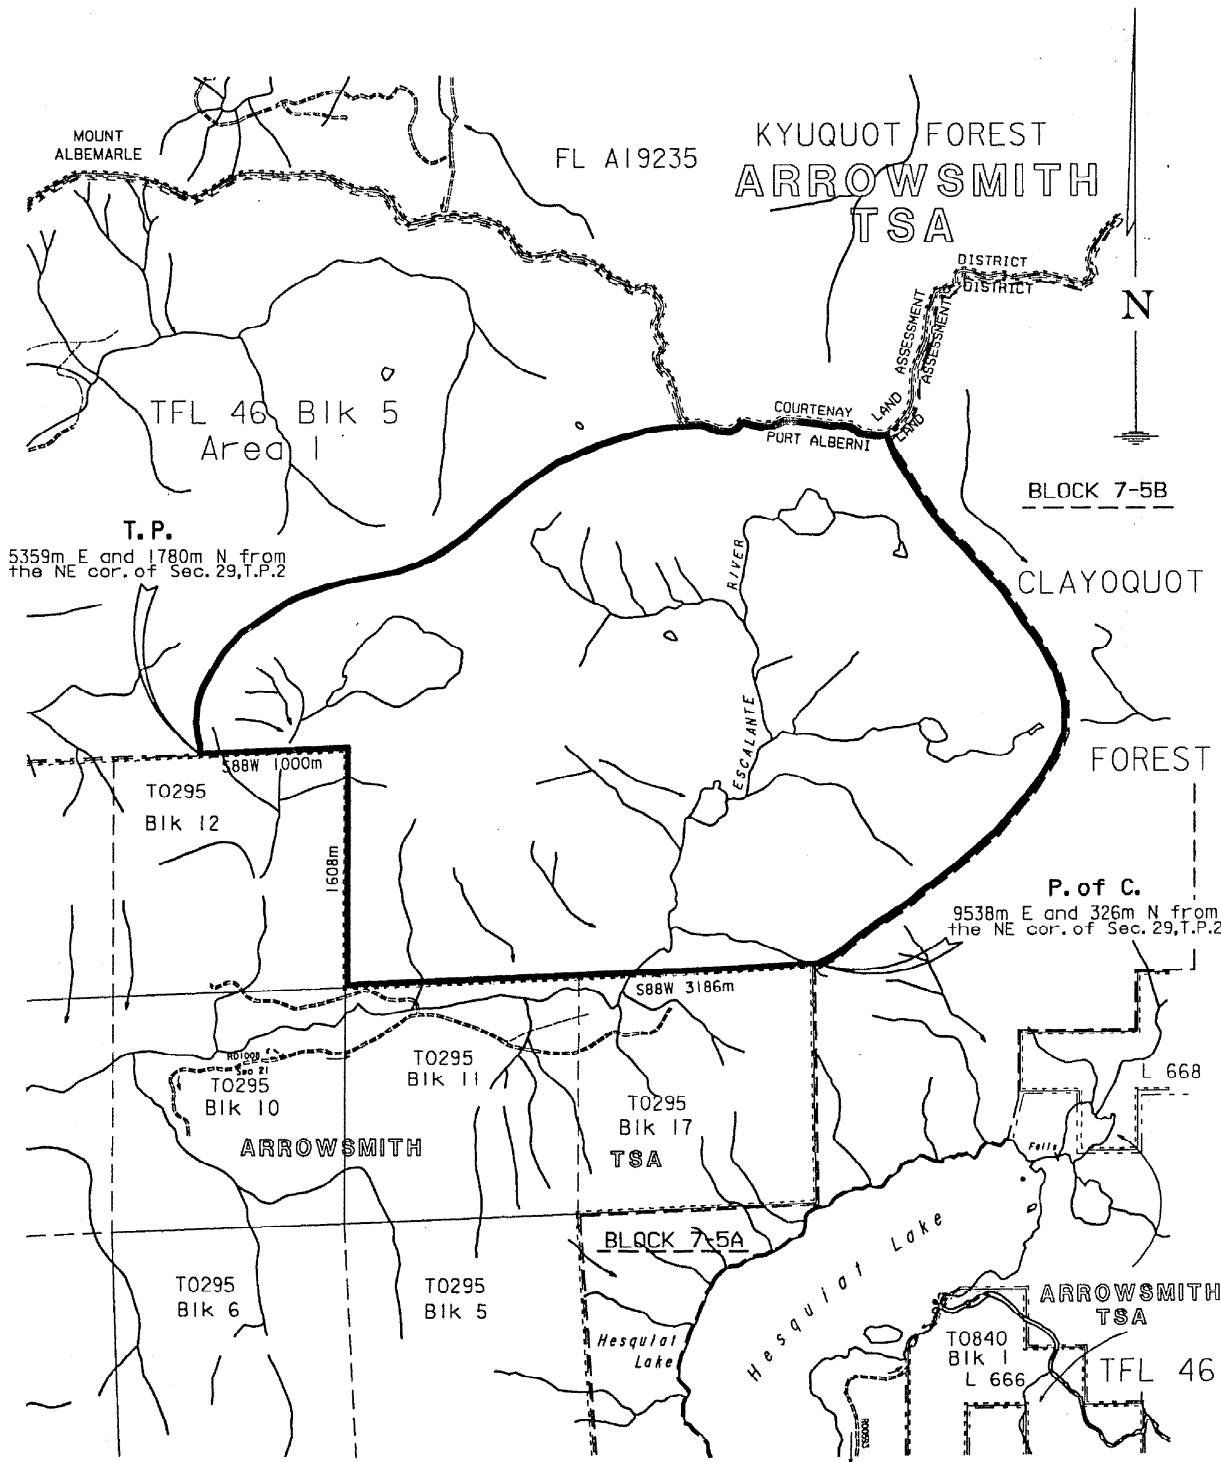 MOUNT
ALBEMARLE
FL A19235
KYUQUOT FOREST
ARROWSMITH
TSA
DISTRICT
DISTRICT
ASSESSMENT
ASSESSMENT
LAND
LAND
N
COURTENAY
PORT ALBERNI
TFL 46 Blk 5
Area 1
BLOCK 7-5B
T.P.
5359m E and 1780m N from
the NE cor. of Sec. 29,T.P.2
RIVER
CLAYOQUOT
ESCALANTE
S88W 1000m
FOREST
T0295
Blk 12
1608m
P. of C.
9538m E and 326m N from
the NE cor. of Sec. 29,T.P.2
S88W 3186m
T0295
Blk 11
Sec 21
T0295
Blk 10
L 668
T0295
Blk 17
ARROWSMITH
TSA
Falls
BLOCK 7-5A
Hesquiat Lake
T0295
Blk 6
T0295
Blk 5
ARROWSMITH
TSA
Hesquiat
Lake
T0840
Blk 1
L 666
TFL 46